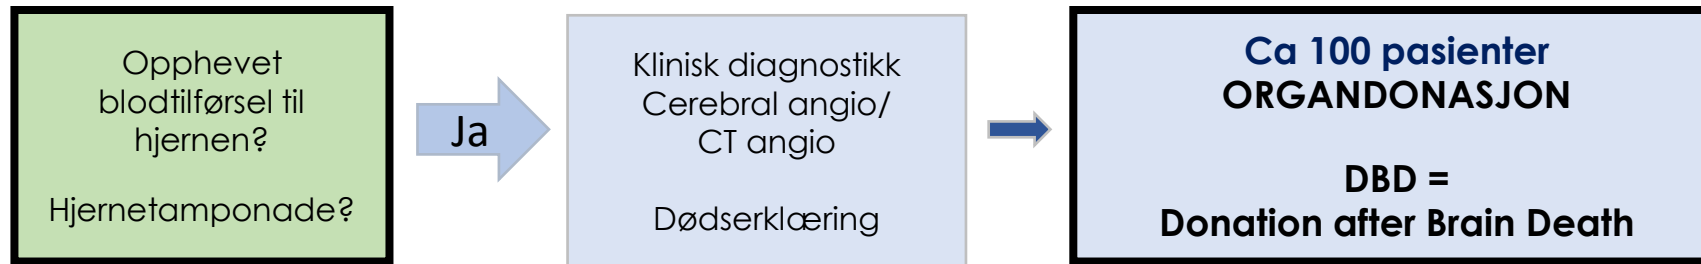 Opphevet
blodtilførsel til
hjernen?
Hjernetamponade?
Ja
Klinisk diagnostikk
Cerebral angio/
CT angio
Dødserklæring
Ca 100 pasienter
ORGANDONASJON
DBD =
Donation after Brain Death